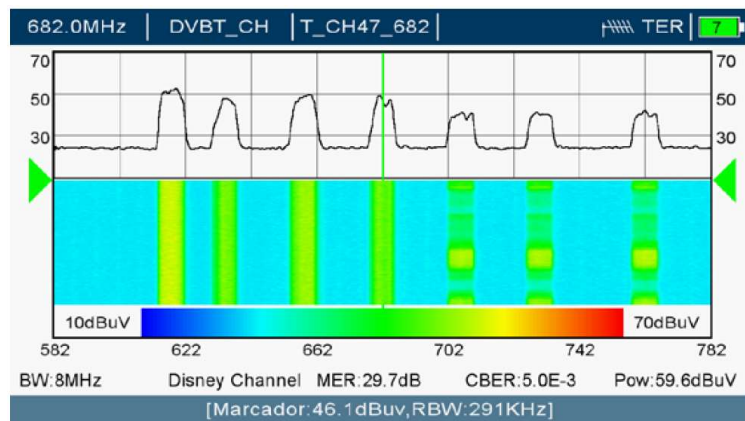 682.0MHz DVBT_CH T_CH47_682 TER 7
70 70
50 50
30 30
10dBuV 70dBuV
582 622 662 702 742 782
BW:8MHz Disney Channel MER:29.7dB CBER:5.0E-3 Pow:59.6dBuV
[Marcador:46.1dBuv,RBW:291KHz]